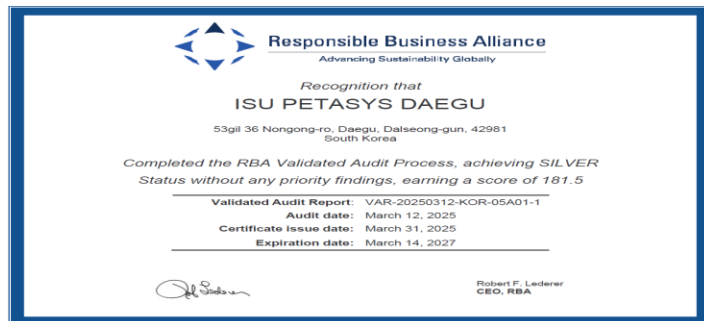 Responsible Business Alliance
Advancing Sustainability Globally
Recognition that
ISU PETASYS DAEGU
53gil 36 Nongong-ro, Daegu, Dalseong-gun, 42981
South Korea
Completed the RBA Validated Audit Process, achieving SILVER
Status without any priority findings, earning a score of 181.5
Validated Audit Report: VAR-20250312-KOR-05A01-1
Audit date: March 12, 2025
Certificate issue date: March 31, 2025
Expiration date: March 14, 2027
Robert F. Lederer
CEO, RBA